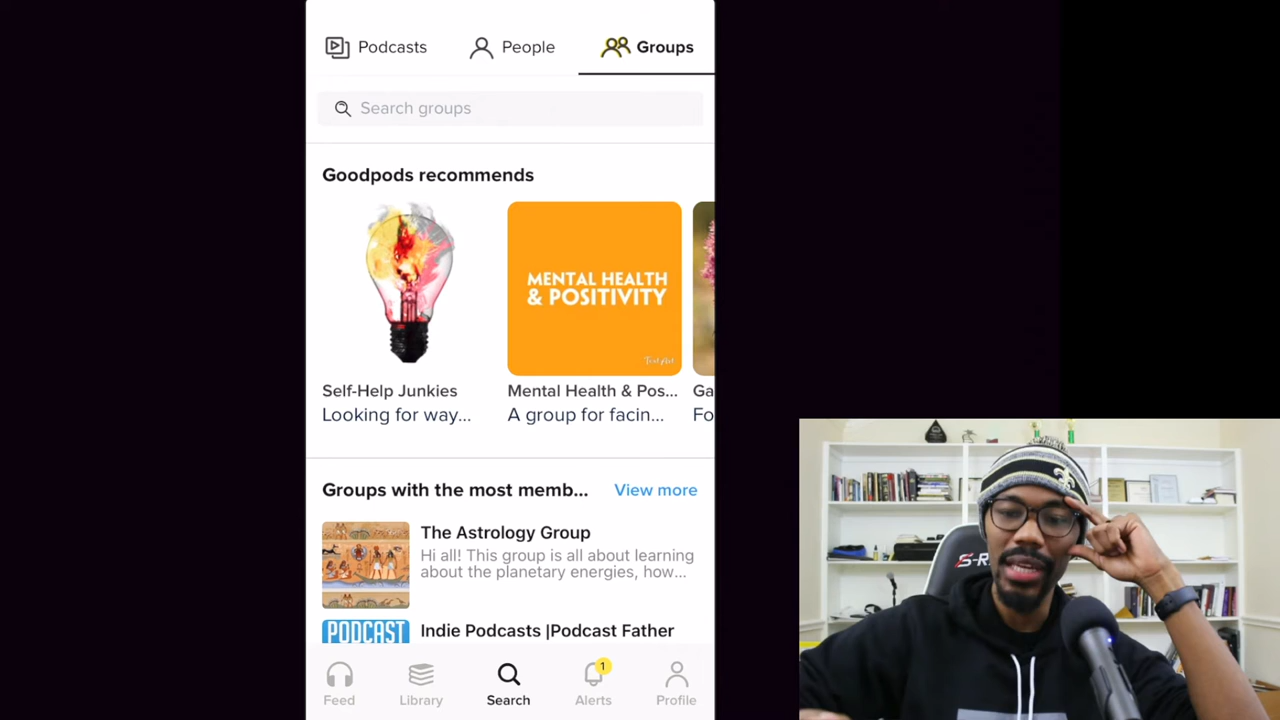 Podcasts
People
Groups
Search groups
Goodpods recommends
MENTAL HEALTH
& POSITIVITY
Self-Help Junkies
Looking for way...
Mental Health & Pos...
A group for facin...
Ga
Fo
Groups with the most memb...
View more
The Astrology Group
Hi all! This group is all about learning
about the planetary energies, how...
PODCAST
Indie Podcasts |Podcast Father
Feed
Library
Search
1
Alerts
Profile
S-R